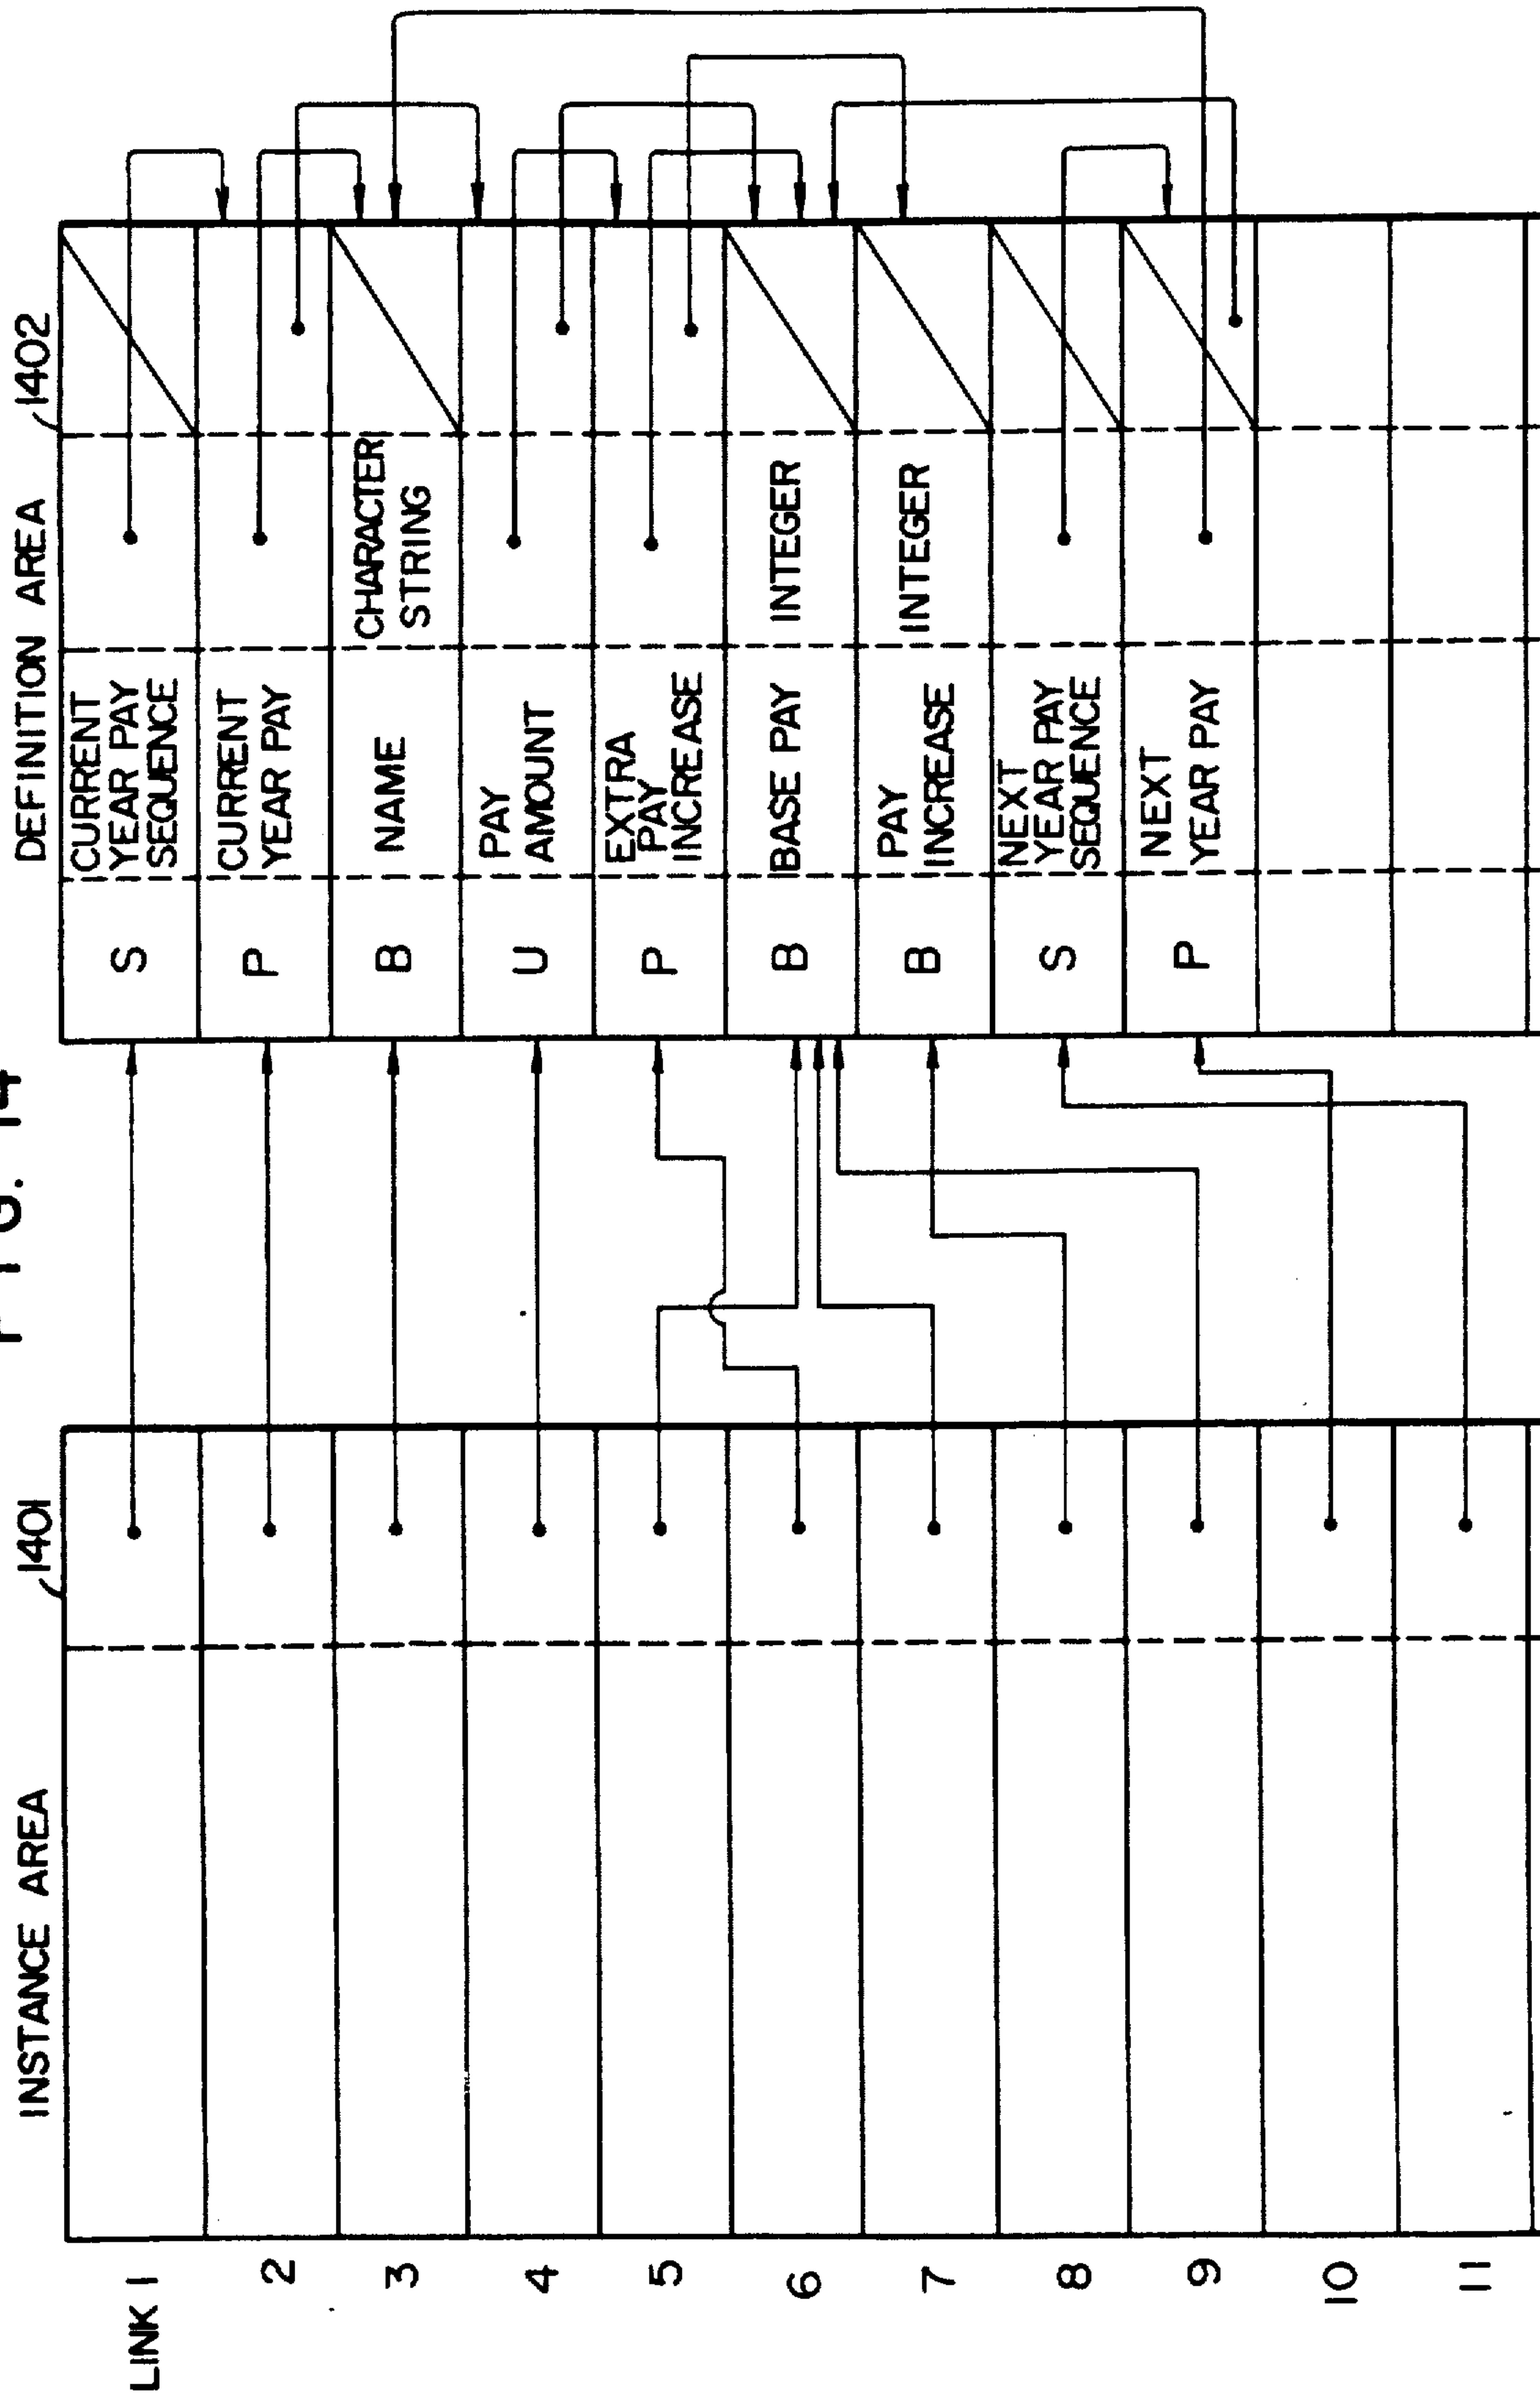 FIG. 14
INSTANCE AREA
1401
DEFINITION AREA
1402
LINK 1
2
3
4
5
6
7
8
9
10
11
S
CURRENT
YEAR PAY
SEQUENCE
P
CURRENT
YEAR PAY
B
NAME
CHARACTER
STRING
U
PAY
AMOUNT
P
EXTRA
PAY
INCREASE
B
BASE PAY
INTEGER
B
PAY
INCREASE
INTEGER
S
NEXT
YEAR PAY
SEQUENCE
P
NEXT
YEAR PAY